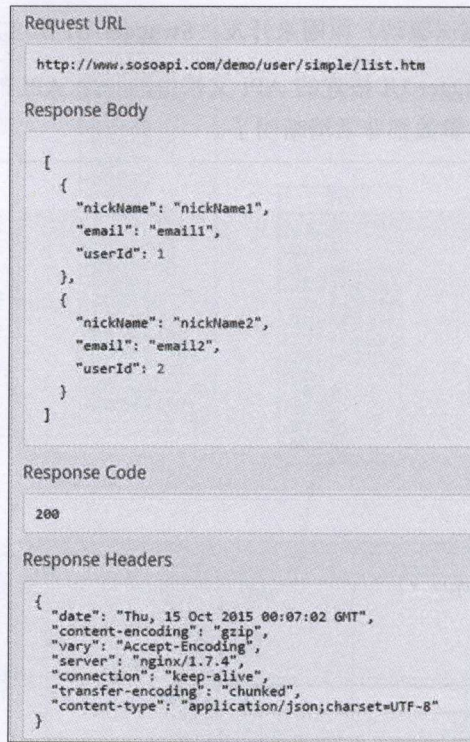 Request URL
http://www.sosoapi.com/demo/user/simple/list.htm
Response Body
[
{
"nickName": "nickName1",
"email": "email1",
"userId": 1
},
{
"nickName": "nickName2",
"email": "email2",
"userId": 2
}
]
Response Code
200
Response Headers
{
"date": "Thu, 15 Oct 2015 00:07:02 GMT",
"content-encoding": "gzip",
"vary": "Accept-Encoding",
"server": "nginx/1.7.4",
"connection": "keep-alive",
"transfer-encoding": "chunked",
"content-type": "application/json;charset=UTF-8"
}